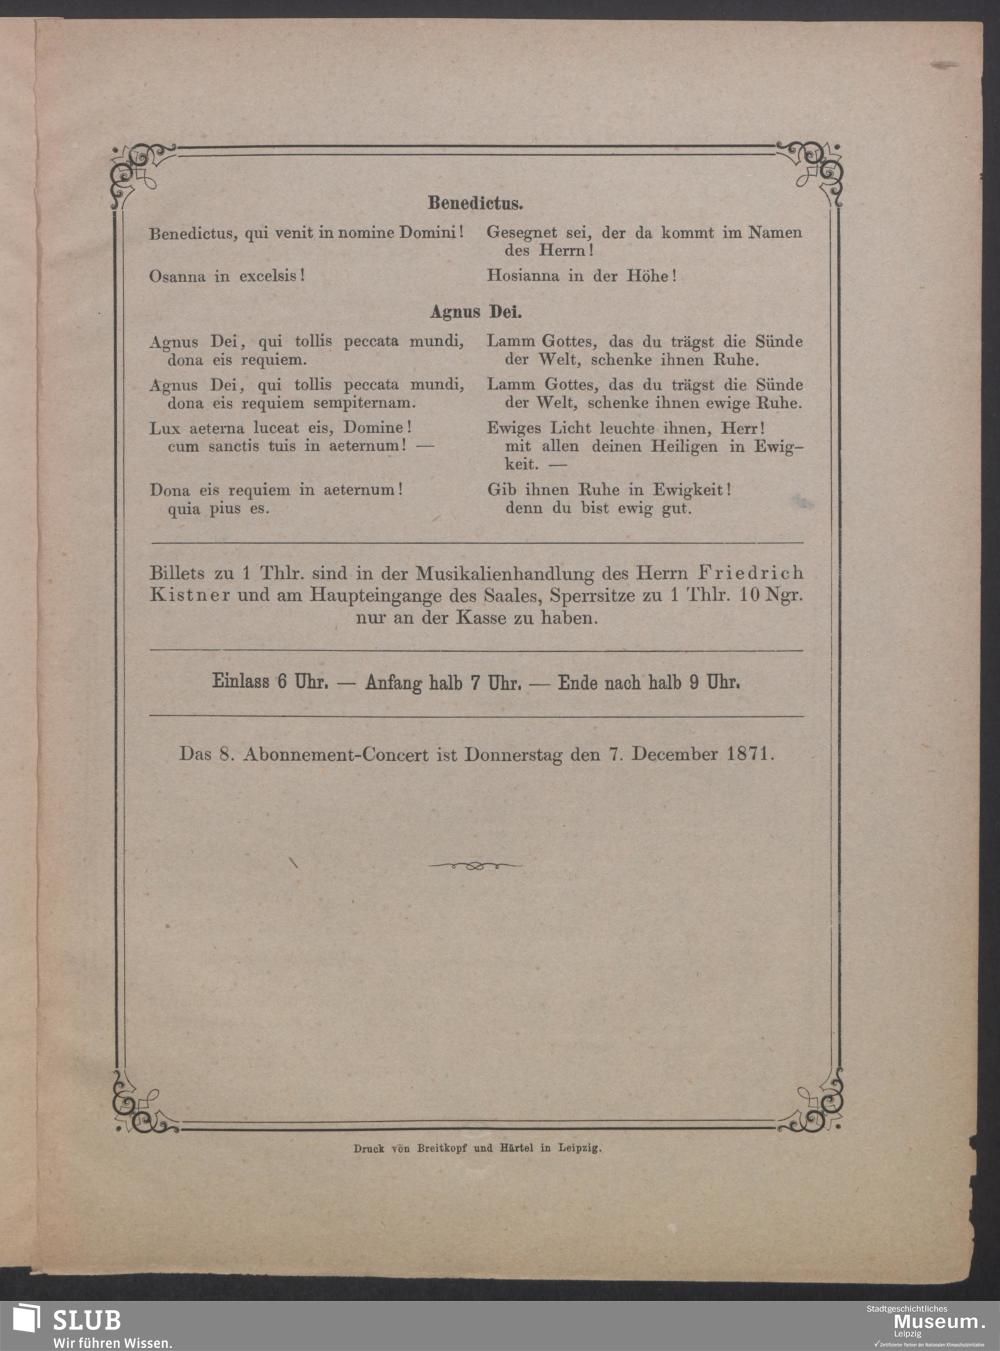 Benedictus.
Benedictus, qui venit in nomine Domini!
Osanna in excelsis!
Gesegnet sei, der da kommt im Namen
des Herrn!
Hosianna in der Höhe!
Agnus Dei.
Agnus Dei, qui tollis peccata mundi,
dona eis requiem.
Agnus Dei, qui tollis peccata mundi,
dona eis requiem sempiternam.
Lux aeterna luceat eis, Domine!
cum sanctis tuis in aeternum! —
Dona eis requiem in aeternum!
quia pius es.
Lamm Gottes, das du trägst die Sünde
der Welt, schenke ihnen Ruhe.
Lamm Gottes, das du trägst die Sünde
der Welt, schenke ihnen ewige Ruhe.
Ewiges Licht leuchte ihnen, Herr!
mit allen deinen Heiligen in Ewig-
keit. —
Gib ihnen Ruhe in Ewigkeit!
denn du bist ewig gut.
Billets zu 1 Thlr. sind in der Musikalienhandlung des Herrn Friedrich
Kistner und am Haupteingange des Saales, Sperrsitze zu 1 Thlr. 10 Ngr.
nur an der Kasse zu haben.
Einlass 6 Uhr. — Anfang halb 7 Uhr. — Ende nach halb 9 Uhr.
Das 8. Abonnement-Concert ist Donnerstag den 7. December 1871.
Druck von Breitkopf und Härtel in Leipzig.
SLUB
Wir führen Wissen.
Stadtgeschichtliches
Museum.
Leipzig
Zertifizierter Partner der Nationalen Klimaschutzinitiative